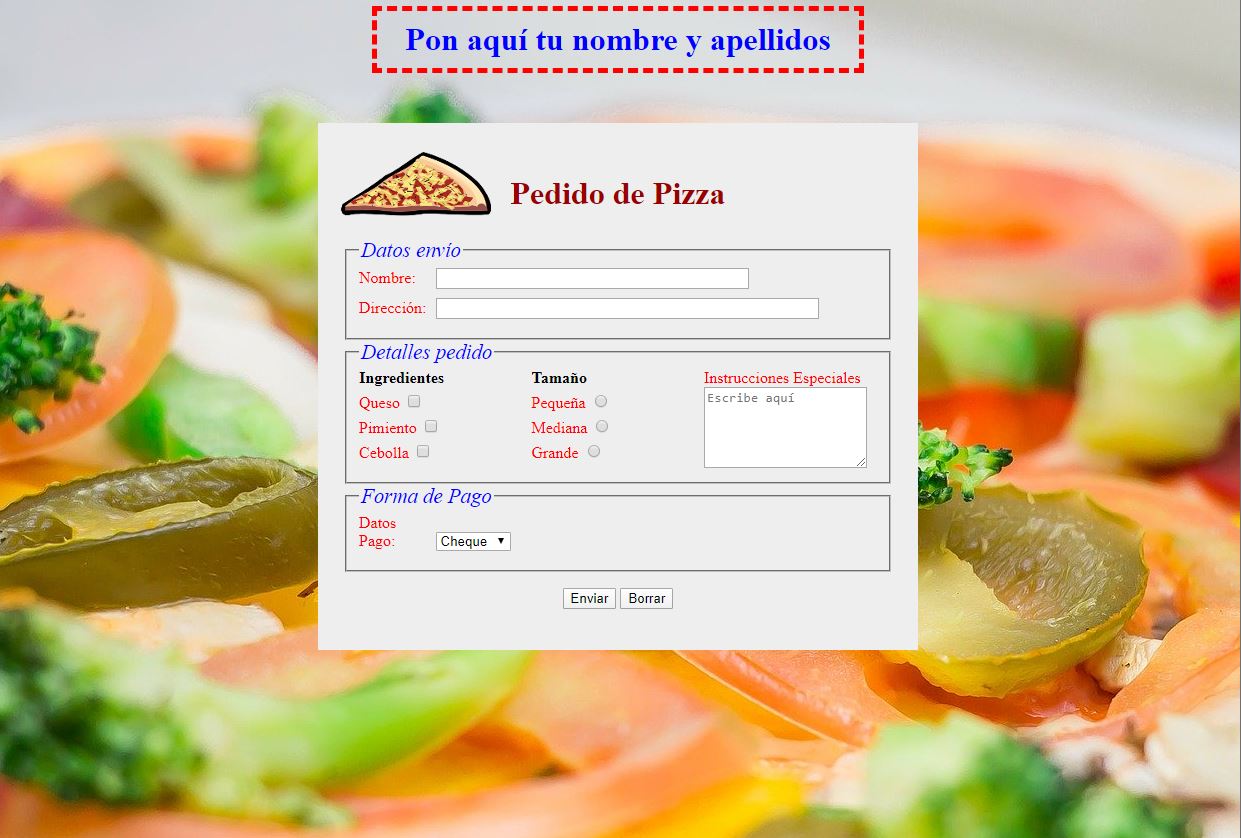 Pon aquí tu nombre y apellidos
Pedido de Pizza
Datos envío
Nombre:
Dirección:
Detalles pedido
Ingredientes
Queso
Pimiento
Cebolla
Tamaño
Pequeña
Mediana
Grande
Instrucciones Especiales
Escribe aquí
Forma de Pago
Datos
Pago:
Cheque
Enviar
Borrar